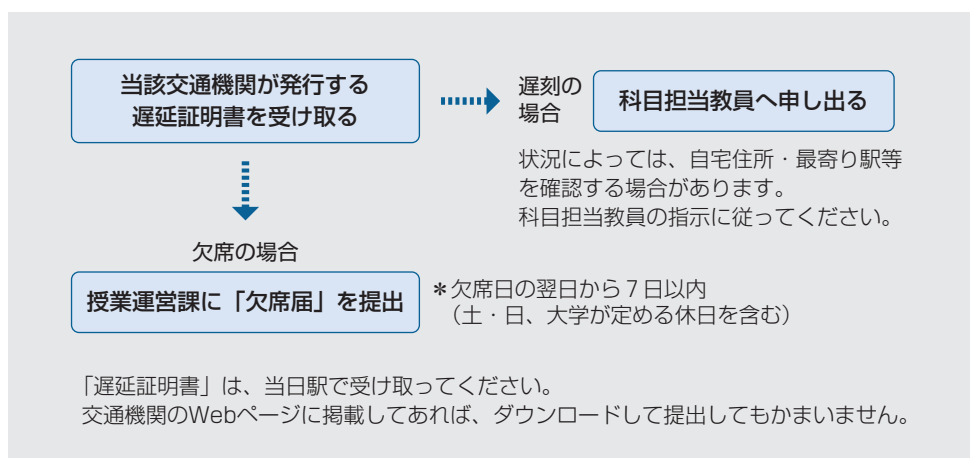 当該交通機関が発行する
遅延証明書を受け取る
遅刻の
場合
科目担当教員へ申し出る
状況によっては、自宅住所・最寄り駅等
を確認する場合があります。
科目担当教員の指示に従ってください。
欠席の場合
授業運営課に「欠席届」を提出
＊欠席日の翌日から７日以内
（土・日、大学が定める休日を含む）
「遅延証明書」は、当日駅で受け取ってください。
交通機関のWebページに掲載してあれば、ダウンロードして提出してもかまいません。